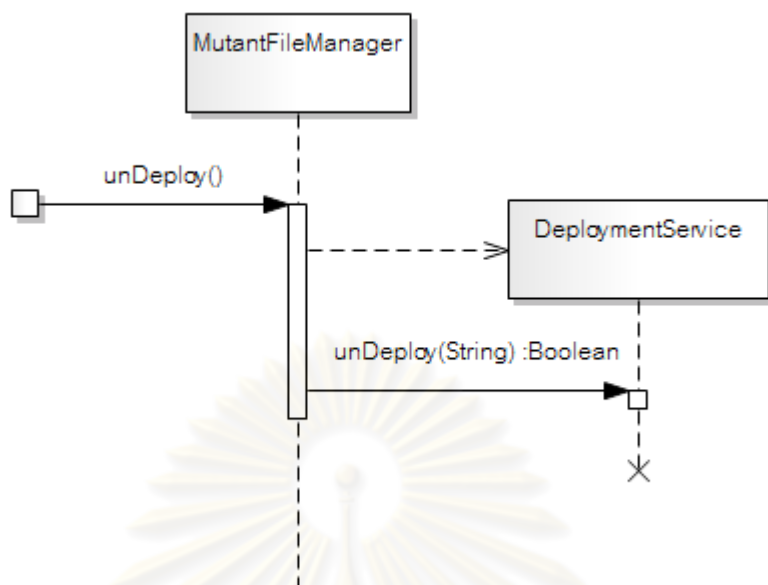 MutantFileManager
unDeploy()
DeploymentService
unDeploy(String) :Boolean